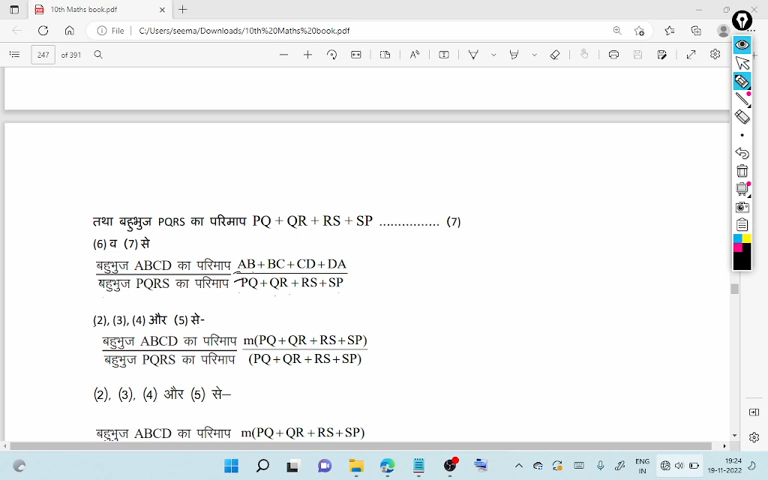 10th Maths book.pdf
File C:/Users/seema/Downloads/10th%20Maths%20book.pdf
247 of 391
तथा बहुभुज PQRS का परिमाप PQ + QR + RS + SP ................ (7)
(6) व (7) से
बहुभुज ABCD का परिमाप AB + BC + CD + DA
बहुभुज PQRS का परिमाप PQ + QR + RS + SP
(2), (3), (4) और (5) से-
बहुभुज ABCD का परिमाप m(PQ + QR + RS + SP)
बहुभुज PQRS का परिमाप (PQ + QR + RS + SP)
(2), (3), (4) और (5) से–
बहुभुज ABCD का परिमाप m(PQ + QR + RS + SP)
ENG 19:24
IN 19-11-2022